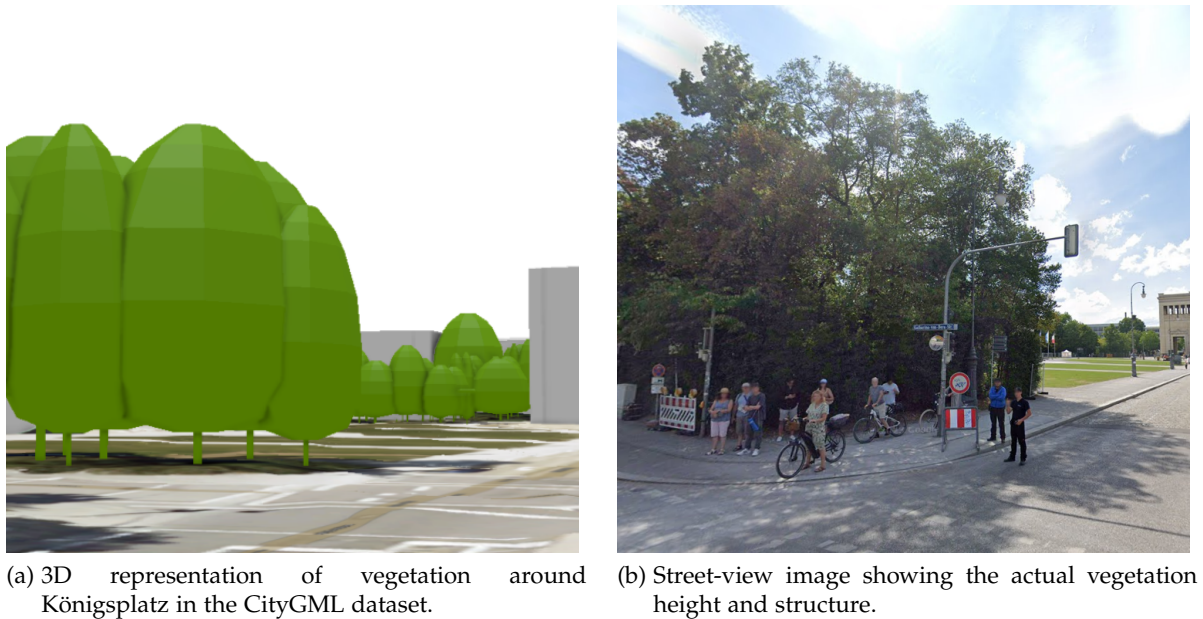 (a) 3D representation of vegetation around
Königsplatz in the CityGML dataset.
(b) Street-view image showing the actual vegetation
height and structure.